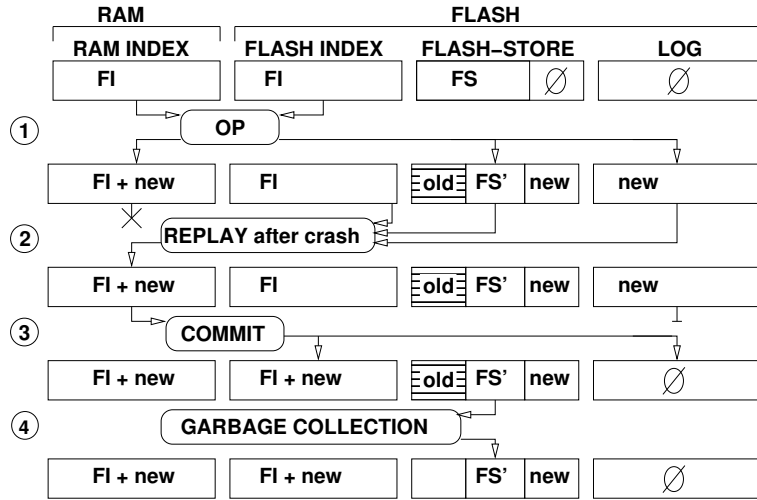 RAM FLASH
RAM INDEX FLASH INDEX FLASH–STORE LOG
FI FI FS ∅ ∅
1 OP
FI + new FI old FS' new new
2 REPLAY after crash
FI + new FI old FS' new new
3 COMMIT
FI + new FI + new old FS' new ∅
4 GARBAGE COLLECTION
FI + new FI + new FS' new ∅